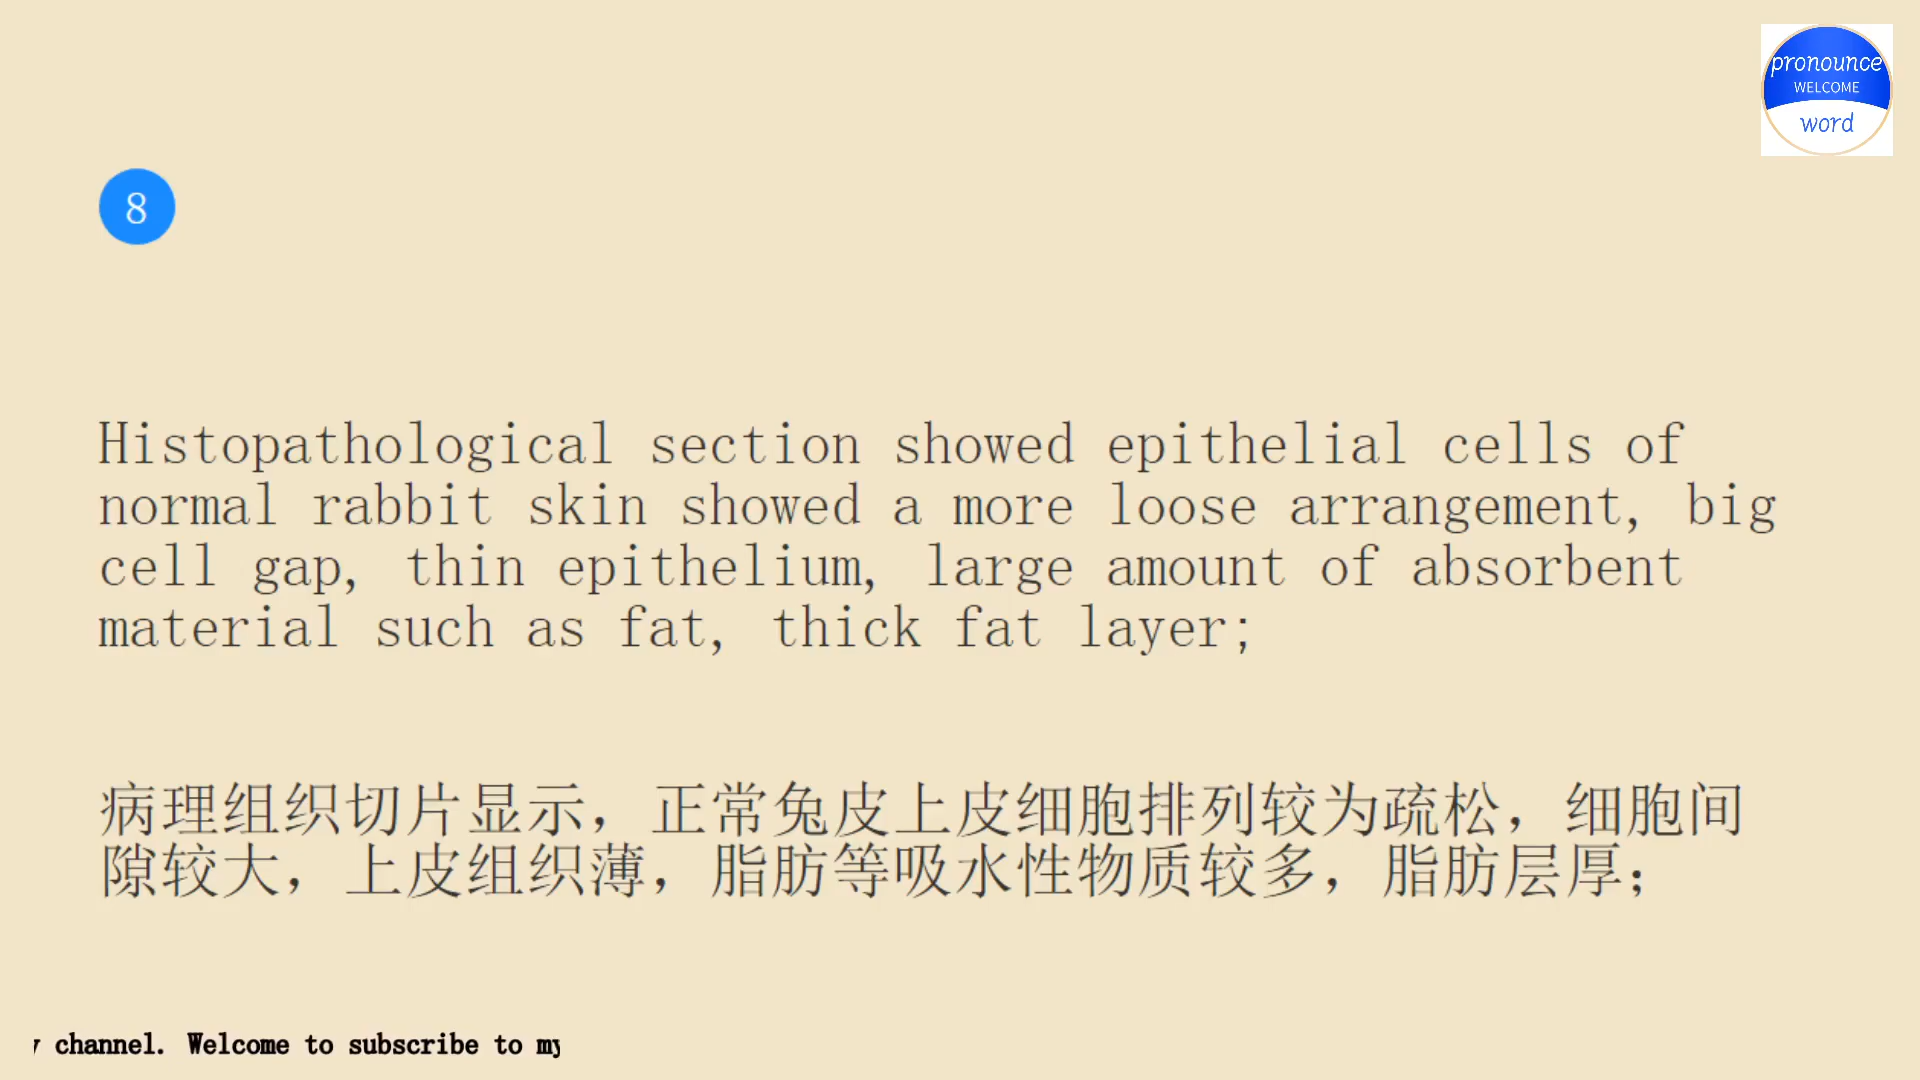 pronounce
WELCOME
word
8
Histopathological section showed epithelial cells of
normal rabbit skin showed a more loose arrangement, big
cell gap, thin epithelium, large amount of absorbent
material such as fat, thick fat layer;
病理组织切片显示，正常兔皮上皮细胞排列较为疏松，细胞间
隙较大，上皮组织薄，脂肪等吸水性物质较多，脂肪层厚；
channel. Welcome to subscribe to my